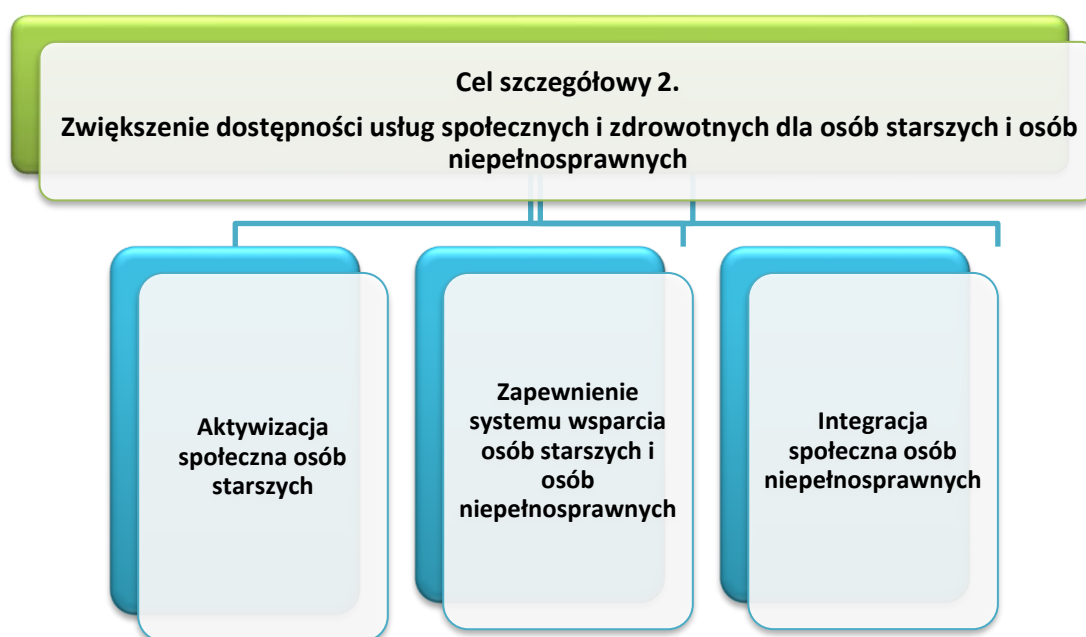 Cel szczegółowy 2.
Zwiększenie dostępności usług społecznych i zdrowotnych dla osób starszych i osób
niepełnosprawnych
Aktywizacja
społeczna osób
starszych
Zapewnienie
systemu wsparcia
osób starszych i
osób
niepełnosprawnych
Integracja
społeczna osób
niepełnosprawnych